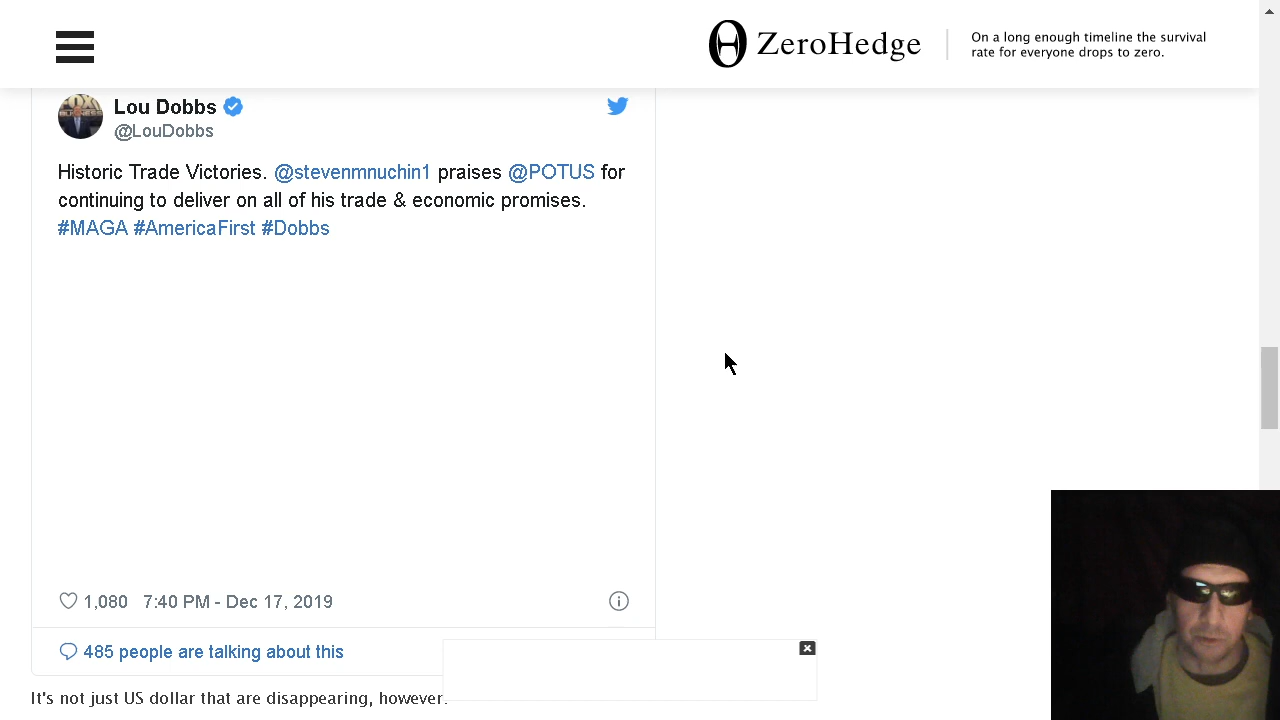 ZeroHedge
On a long enough timeline the survival
rate for everyone drops to zero.
Lou Dobbs
@LouDobbs
Historic Trade Victories. @stevenmnuchin1 praises @POTUS for
continuing to deliver on all of his trade & economic promises.
#MAGA #AmericaFirst #Dobbs
1,080 7:40 PM - Dec 17, 2019
485 people are talking about this
It's not just US dollar that are disappearing, however.